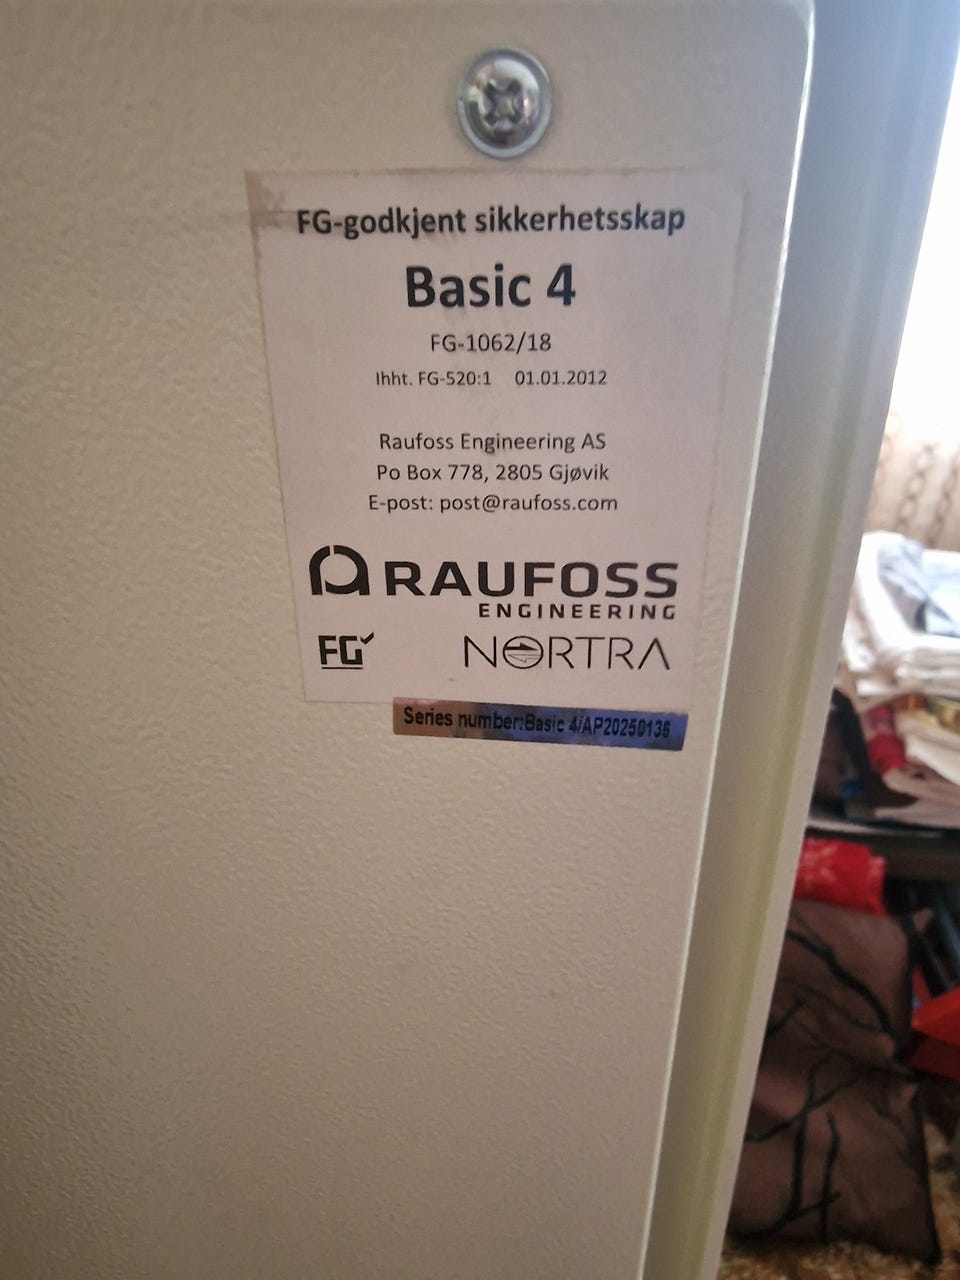 FG-godkjent sikkerhetsskap
Basic 4
FG-1062/18
Ihht. FG-520:1 01.01.2012
Raufoss Engineering AS
Po Box 778, 2805 Gjøvik
E-post: post@raufoss.com
RAUFOSS
ENGINEERING
FG NORTRA
Series number:Basic 4/AP20250136